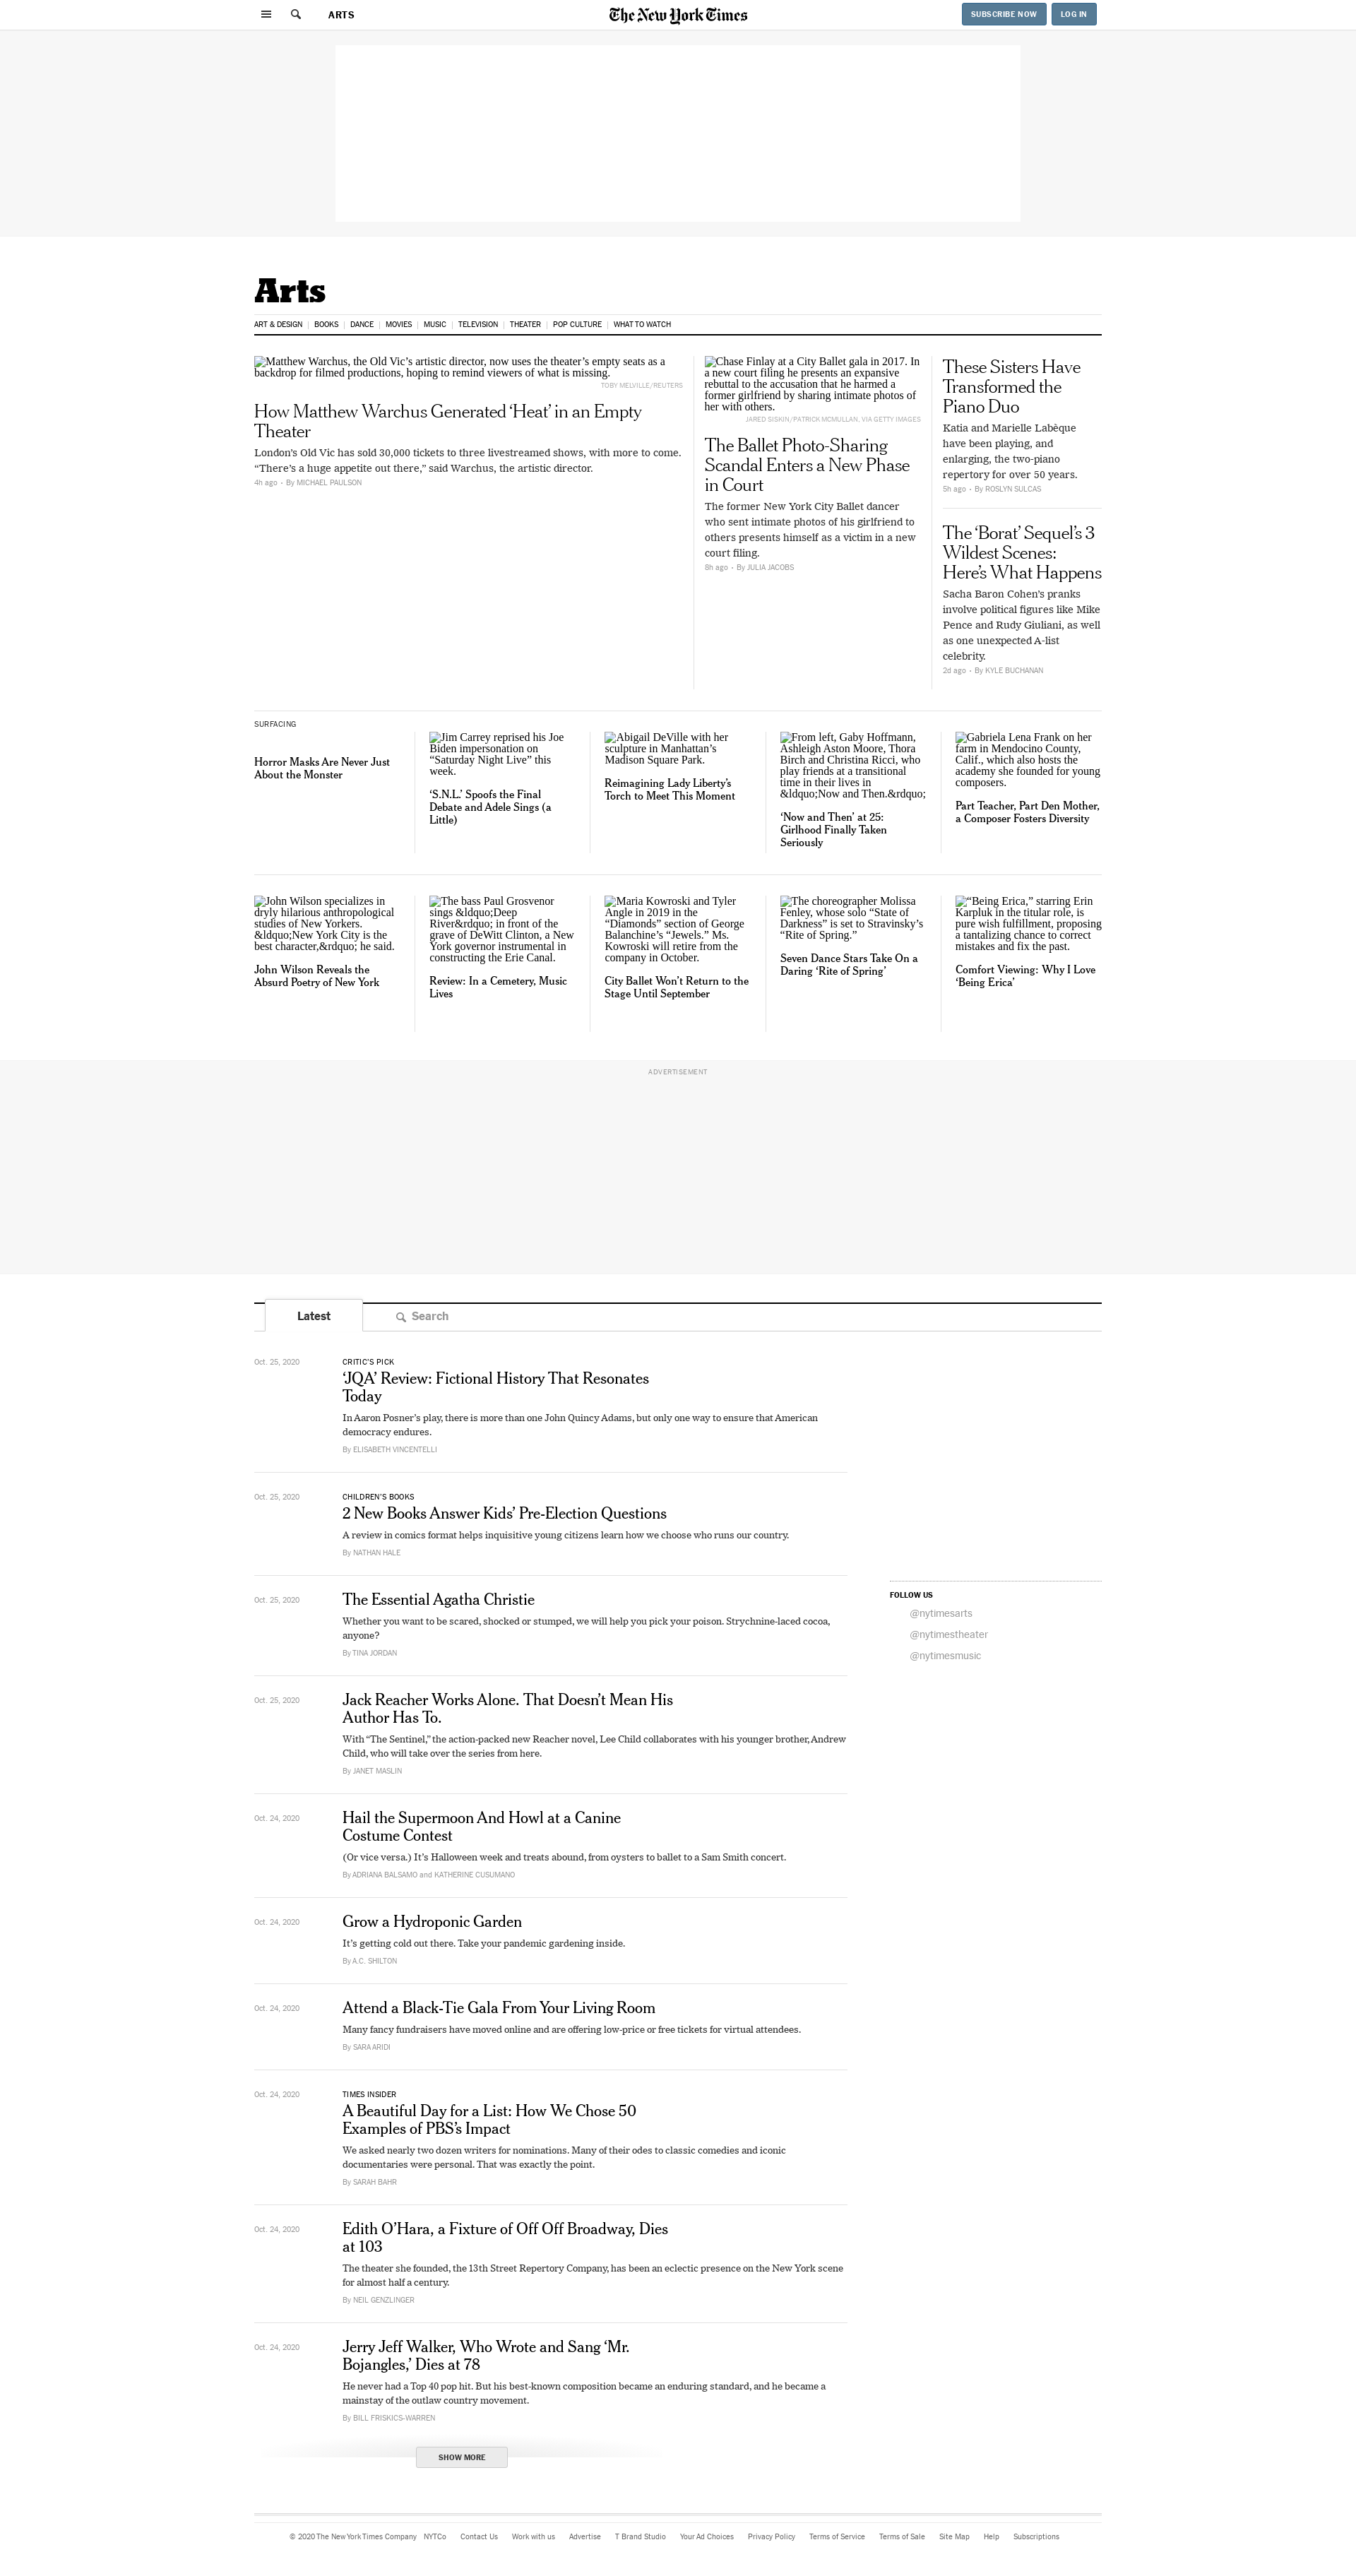 ARTS
The New York Times
SUBSCRIBE NOW
LOG IN
Arts
ART & DESIGN
BOOKS
DANCE
MOVIES
MUSIC
TELEVISION
THEATER
POP CULTURE
WHAT TO WATCH
Matthew Warchus, the Old Vic’s artistic director, now uses the theater’s empty seats as a
backdrop for filmed productions, hoping to remind viewers of what is missing.
TOBY MELVILLE/REUTERS
How Matthew Warchus Generated ‘Heat’ in an Empty
Theater
London’s Old Vic has sold 30,000 tickets to three livestreamed shows, with more to come.
“There’s a huge appetite out there,” said Warchus, the artistic director.
4h ago • By MICHAEL PAULSON
Chase Finlay at a City Ballet gala in 2017. In
a new court filing he presents an expansive
rebuttal to the accusation that he harmed a
former girlfriend by sharing intimate photos of
her with others.
JARED SISKIN/PATRICK MCMULLAN, VIA GETTY IMAGES
The Ballet Photo-Sharing
Scandal Enters a New Phase
in Court
The former New York City Ballet dancer
who sent intimate photos of his girlfriend to
others presents himself as a victim in a new
court filing.
8h ago • By JULIA JACOBS
These Sisters Have
Transformed the
Piano Duo
Katia and Marielle Labèque
have been playing, and
enlarging, the two-piano
repertory for over 50 years.
5h ago • By ROSLYN SULCAS
The ‘Borat’ Sequel’s 3
Wildest Scenes:
Here’s What Happens
Sacha Baron Cohen’s pranks
involve political figures like Mike
Pence and Rudy Giuliani, as well
as one unexpected A-list
celebrity.
2d ago • By KYLE BUCHANAN
SURFACING
Horror Masks Are Never Just
About the Monster
Jim Carrey reprised his Joe
Biden impersonation on
“Saturday Night Live” this
week.
‘S.N.L.’ Spoofs the Final
Debate and Adele Sings (a
Little)
Abigail DeVille with her
sculpture in Manhattan’s
Madison Square Park.
Reimagining Lady Liberty’s
Torch to Meet This Moment
From left, Gaby Hoffmann,
Ashleigh Aston Moore, Thora
Birch and Christina Ricci, who
play friends at a transitional
time in their lives in
&ldquo;Now and Then.&rdquo;
‘Now and Then’ at 25:
Girlhood Finally Taken
Seriously
Gabriela Lena Frank on her
farm in Mendocino County,
Calif., which also hosts the
academy she founded for young
composers.
Part Teacher, Part Den Mother,
a Composer Fosters Diversity
John Wilson specializes in
dryly hilarious anthropological
studies of New Yorkers.
&ldquo;New York City is the
best character,&rdquo; he said.
John Wilson Reveals the
Absurd Poetry of New York
The bass Paul Grosvenor
sings &ldquo;Deep
River&rdquo; in front of the
grave of DeWitt Clinton, a New
York governor instrumental in
constructing the Erie Canal.
Review: In a Cemetery, Music
Lives
Maria Kowroski and Tyler
Angle in 2019 in the
“Diamonds” section of George
Balanchine’s “Jewels.” Ms.
Kowroski will retire from the
company in October.
City Ballet Won’t Return to the
Stage Until September
The choreographer Molissa
Fenley, whose solo “State of
Darkness” is set to Stravinsky’s
“Rite of Spring.”
Seven Dance Stars Take On a
Daring ‘Rite of Spring’
“Being Erica,” starring Erin
Karpluk in the titular role, is
pure wish fulfillment, proposing
a tantalizing chance to correct
mistakes and fix the past.
Comfort Viewing: Why I Love
‘Being Erica’
ADVERTISEMENT
Latest
Search
Oct. 25, 2020
CRITIC’S PICK
‘JQA’ Review: Fictional History That Resonates
Today
In Aaron Posner’s play, there is more than one John Quincy Adams, but only one way to ensure that American
democracy endures.
By ELISABETH VINCENTELLI
Oct. 25, 2020
CHILDREN’S BOOKS
2 New Books Answer Kids’ Pre-Election Questions
A review in comics format helps inquisitive young citizens learn how we choose who runs our country.
By NATHAN HALE
Oct. 25, 2020
The Essential Agatha Christie
Whether you want to be scared, shocked or stumped, we will help you pick your poison. Strychnine-laced cocoa,
anyone?
By TINA JORDAN
Oct. 25, 2020
Jack Reacher Works Alone. That Doesn’t Mean His
Author Has To.
With “The Sentinel,” the action-packed new Reacher novel, Lee Child collaborates with his younger brother, Andrew
Child, who will take over the series from here.
By JANET MASLIN
Oct. 24, 2020
Hail the Supermoon And Howl at a Canine
Costume Contest
(Or vice versa.) It’s Halloween week and treats abound, from oysters to ballet to a Sam Smith concert.
By ADRIANA BALSAMO and KATHERINE CUSUMANO
Oct. 24, 2020
Grow a Hydroponic Garden
It’s getting cold out there. Take your pandemic gardening inside.
By A.C. SHILTON
Oct. 24, 2020
Attend a Black-Tie Gala From Your Living Room
Many fancy fundraisers have moved online and are offering low-price or free tickets for virtual attendees.
By SARA ARIDI
Oct. 24, 2020
TIMES INSIDER
A Beautiful Day for a List: How We Chose 50
Examples of PBS’s Impact
We asked nearly two dozen writers for nominations. Many of their odes to classic comedies and iconic
documentaries were personal. That was exactly the point.
By SARAH BAHR
Oct. 24, 2020
Edith O’Hara, a Fixture of Off Off Broadway, Dies
at 103
The theater she founded, the 13th Street Repertory Company, has been an eclectic presence on the New York scene
for almost half a century.
By NEIL GENZLINGER
Oct. 24, 2020
Jerry Jeff Walker, Who Wrote and Sang ‘Mr.
Bojangles,’ Dies at 78
He never had a Top 40 pop hit. But his best-known composition became an enduring standard, and he became a
mainstay of the outlaw country movement.
By BILL FRISKICS-WARREN
SHOW MORE
FOLLOW US
@nytimesarts
@nytimestheater
@nytimesmusic
© 2020 The New York Times Company NYTCo Contact Us Work with us Advertise T Brand Studio Your Ad Choices Privacy Policy Terms of Service Terms of Sale Site Map Help Subscriptions